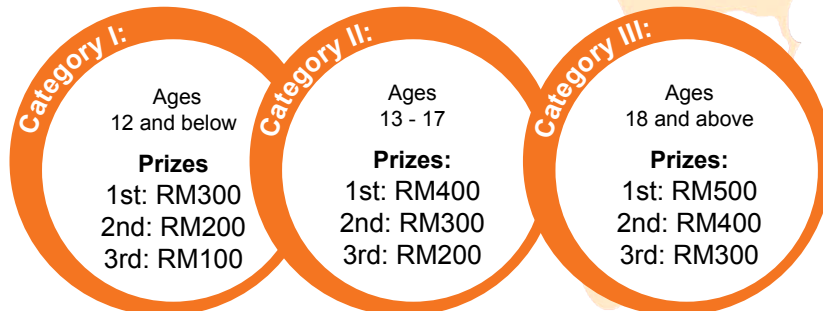 Category I:
Ages
12 and below
Prizes
1st: RM300
2nd: RM200
3rd: RM100
Category II:
Ages
13 - 17
Prizes:
1st: RM400
2nd: RM300
3rd: RM200
Category III:
Ages
18 and above
Prizes:
1st: RM500
2nd: RM400
3rd: RM300